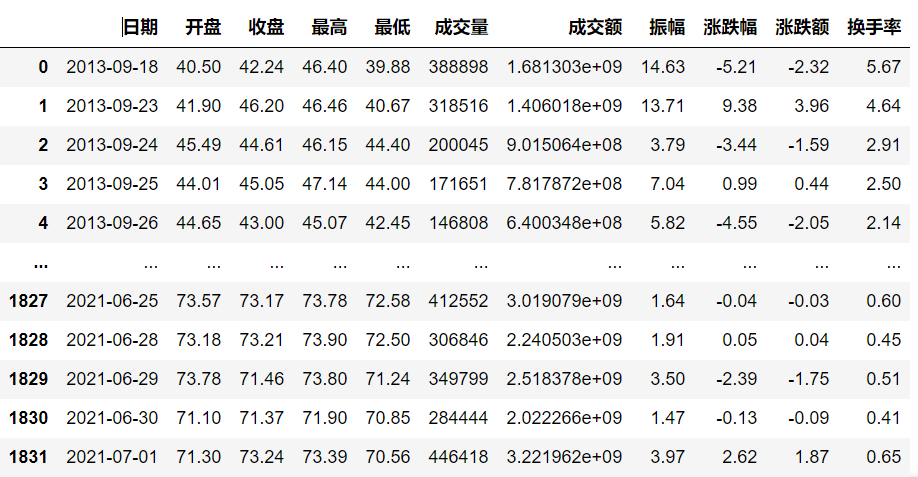 日期 开盘 收盘 最高 最低 成交量 成交额 振幅 涨跌幅 涨跌额 换手率
0 2013-09-18 40.50 42.24 46.40 39.88 388898 1.681303e+09 14.63 -5.21 -2.32 5.67
1 2013-09-23 41.90 46.20 46.46 40.67 318516 1.406018e+09 13.71 9.38 3.96 4.64
2 2013-09-24 45.49 44.61 46.15 44.40 200045 9.015064e+08 3.79 -3.44 -1.59 2.91
3 2013-09-25 44.01 45.05 47.14 44.00 171651 7.817872e+08 7.04 0.99 0.44 2.50
4 2013-09-26 44.65 43.00 45.07 42.45 146808 6.400348e+08 5.82 -4.55 -2.05 2.14
... ... ... ... ... ... ... ... ... ... ... ...
1827 2021-06-25 73.57 73.17 73.78 72.58 412552 3.019079e+09 1.64 -0.04 -0.03 0.60
1828 2021-06-28 73.18 73.21 73.90 72.50 306846 2.240503e+09 1.91 0.05 0.04 0.45
1829 2021-06-29 73.78 71.46 73.80 71.24 349799 2.518378e+09 3.50 -2.39 -1.75 0.51
1830 2021-06-30 71.10 71.37 71.90 70.85 284444 2.022266e+09 1.47 -0.13 -0.09 0.41
1831 2021-07-01 71.30 73.24 73.39 70.56 446418 3.221962e+09 3.97 2.62 1.87 0.65